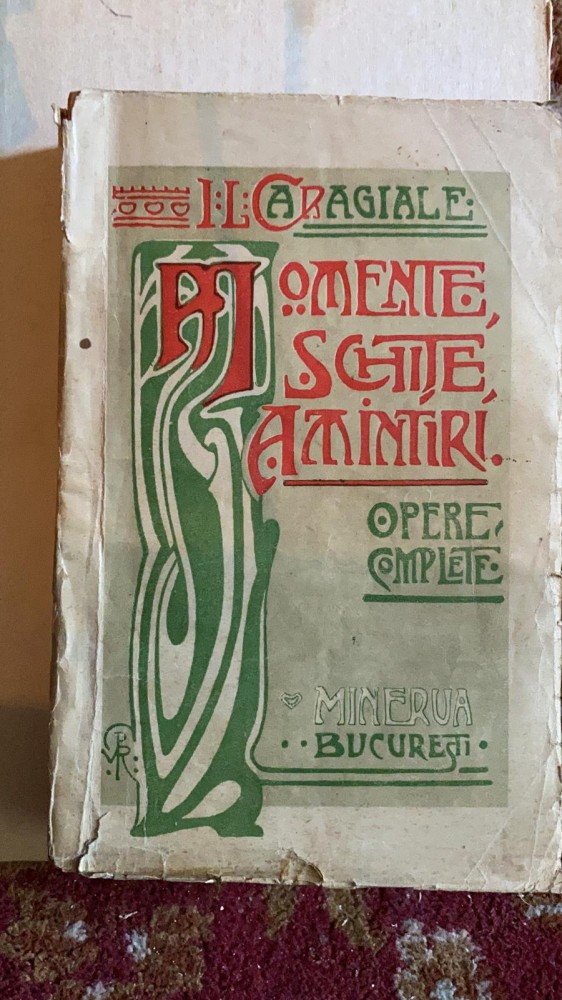 I·L·CARAGIALE·
MOMENTE,
SCHIȚE,
AMINTIRI.
OPERE,
COMPLETE·
MINERVA
··BUCUREȘTI·